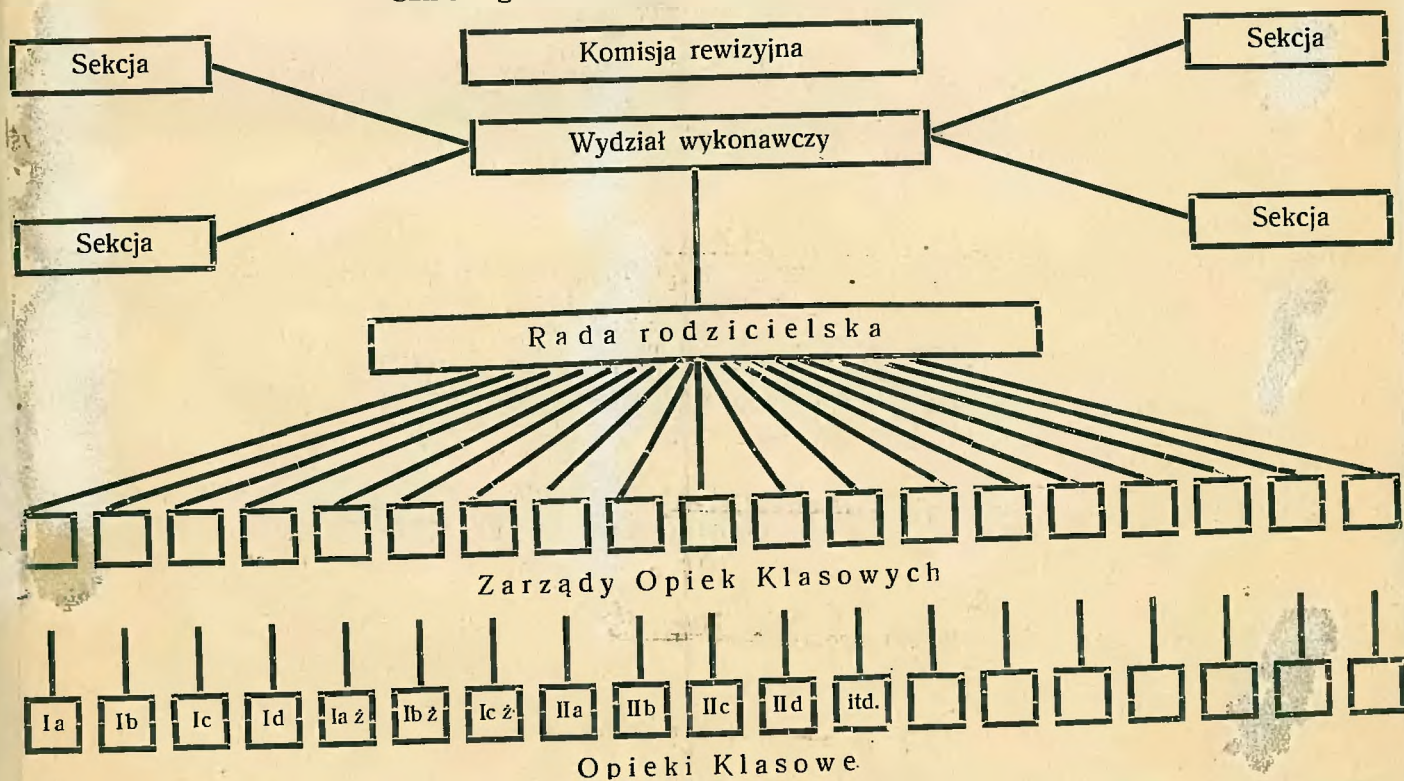 Sekcja
Komisja rewizyjna
Sekcja
Wydział wykonawczy
Sekcja
Sekcja
Rada rodzicielska
Zarządy Opiek Klasowych
Ia Ib Ic Id Ia ż Ib ż Ic ż IIa IIb IIc IId itd.
Opieki Klasowe